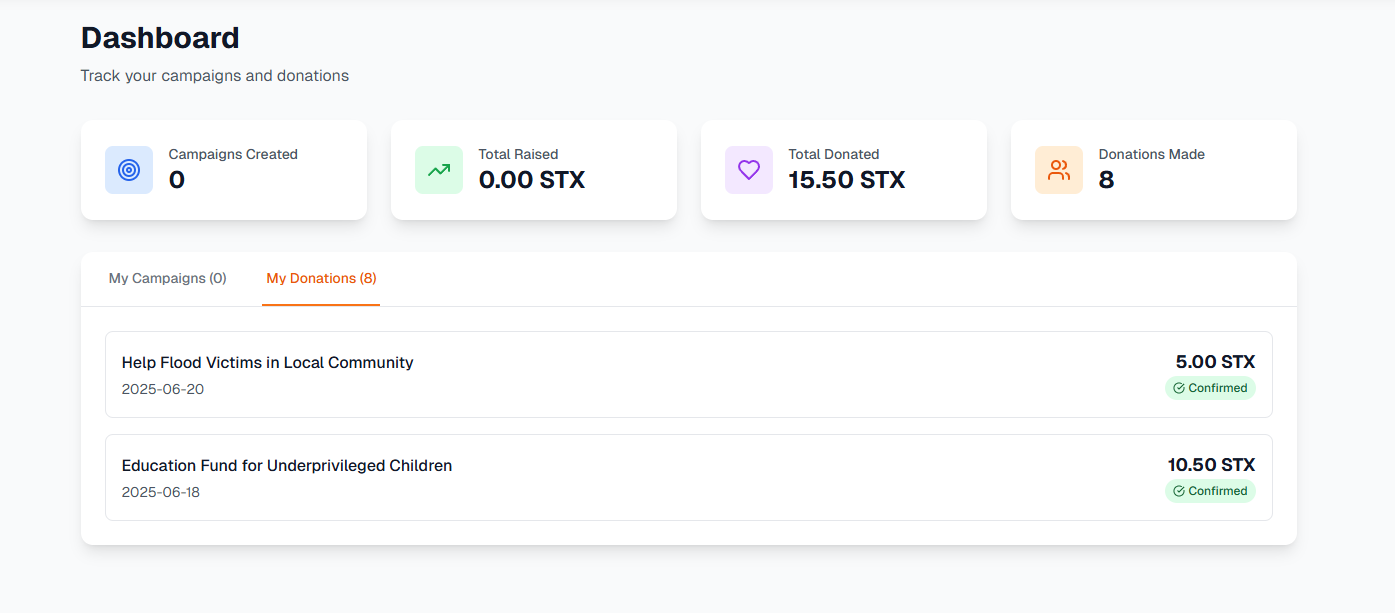 Dashboard
Track your campaigns and donations
Campaigns Created
0
Total Raised
0.00 STX
Total Donated
15.50 STX
Donations Made
8
My Campaigns (0)
My Donations (8)
Help Flood Victims in Local Community
5.00 STX
2025-06-20
Confirmed
Education Fund for Underprivileged Children
10.50 STX
2025-06-18
Confirmed